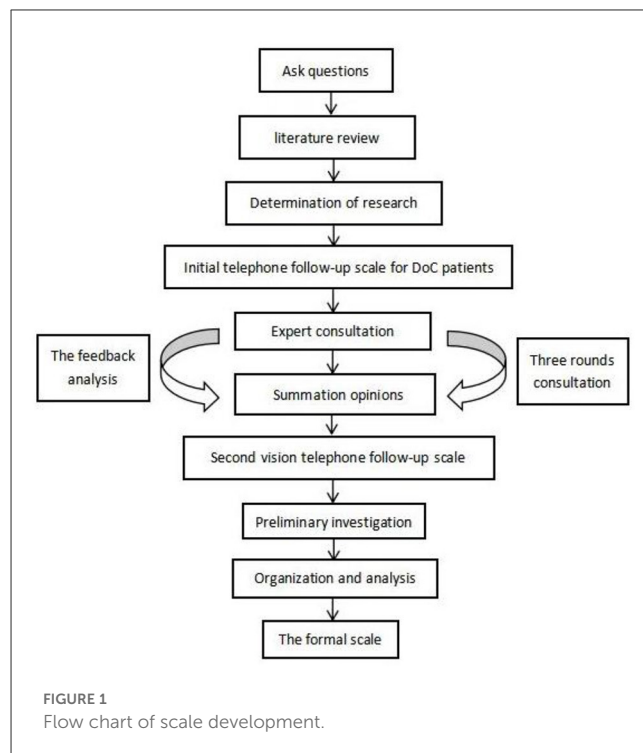 Ask questions
literature review
Determination of research
Initial telephone follow-up scale for DoC patients
Expert consultation
The feedback
analysis
Three rounds
consultation
Summation opinions
Second vision telephone follow-up scale
Preliminary investigation
Organization and analysis
The formal scale
FIGURE 1
Flow chart of scale development.